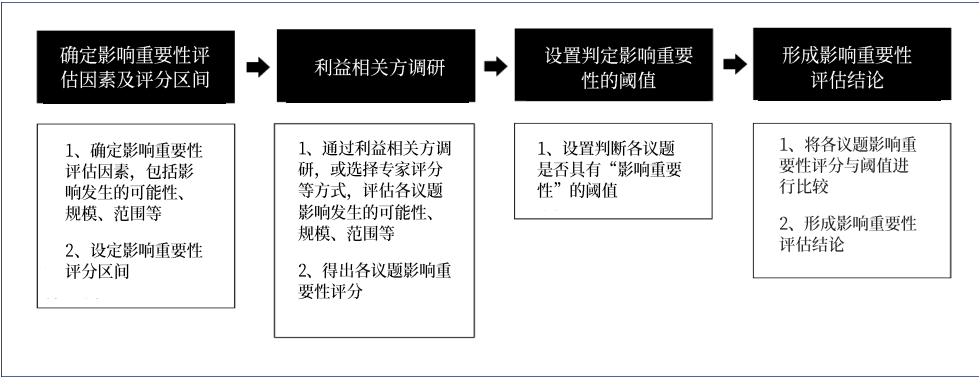 确定影响重要性评
估因素及评分区间
利益相关方调研
设置判定影响重要
性的阈值
形成影响重要性
评估结论
1、确定影响重要性
评估因素，包括影
响发生的可能性、
规模、范围等
2、设定影响重要性
评分区间
1、通过利益相关方调
研，或选择专家评分
等方式，评估各议题
影响发生的可能性、
规模、范围等
2、得出各议题影响重
要性评分
1、设置判断各议题
是否具有“影响重要
性”的阈值
1、将各议题影响重
要性评分与阈值进
行比较
2、形成影响重要性
评估结论